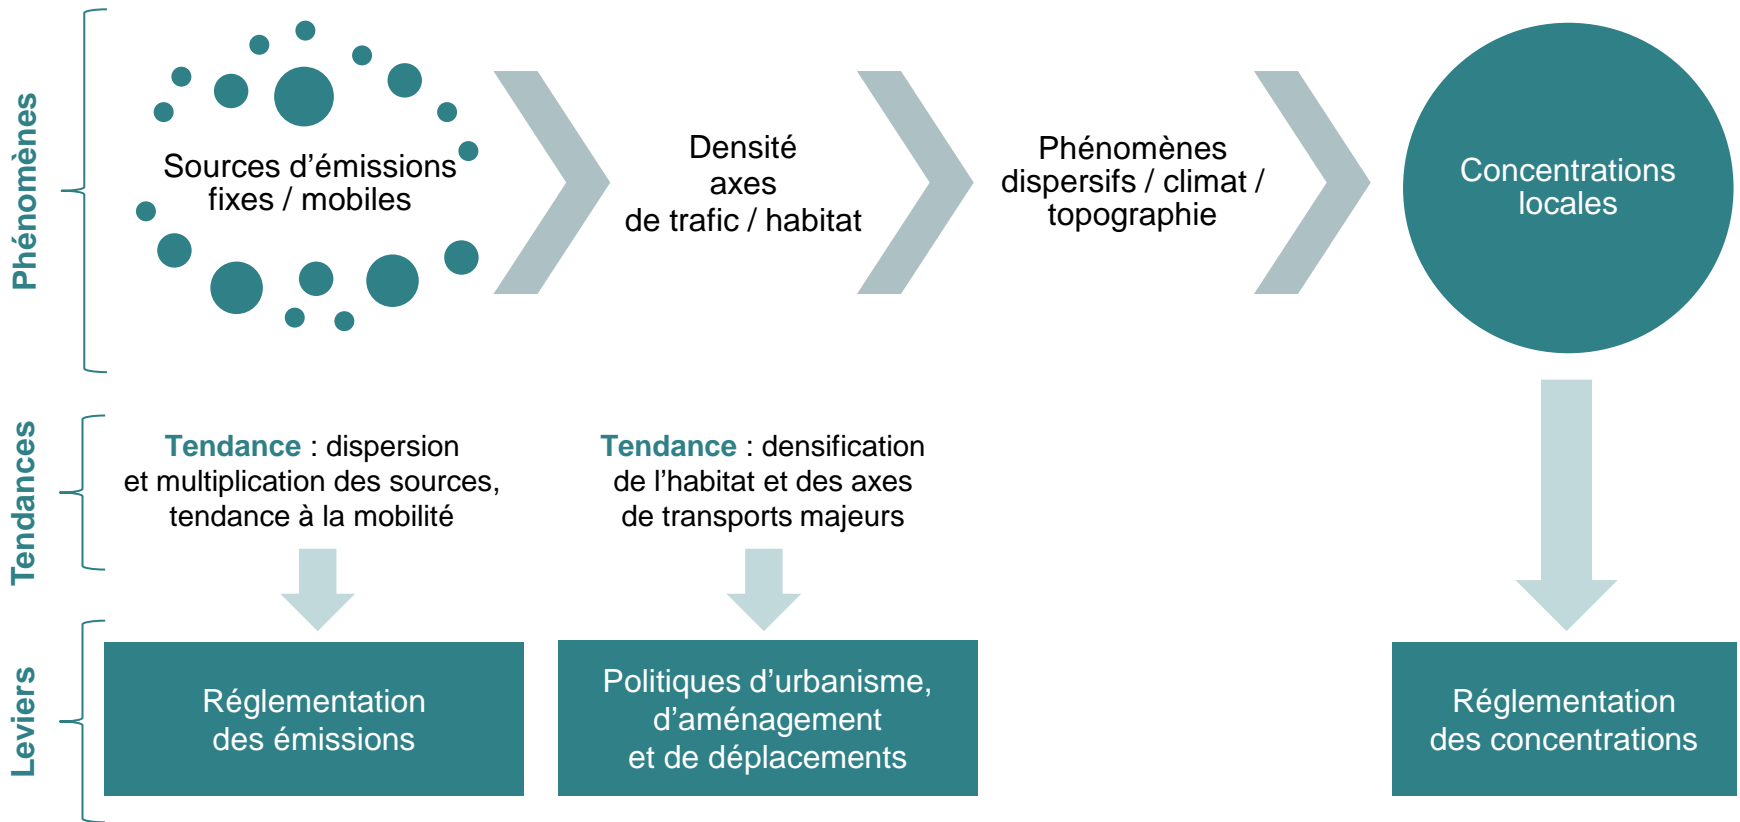 Phénomènes
Sources d’émissions
fixes / mobiles
Densité
axes
de trafic / habitat
Phénomènes
dispersifs / climat /
topographie
Concentrations
locales
Tendances
Tendance : dispersion
et multiplication des sources,
tendance à la mobilité
Tendance : densification
de l’habitat et des axes
de transports majeurs
Leviers
Réglementation
des émissions
Politiques d’urbanisme,
d’aménagement
et de déplacements
Réglementation
des concentrations